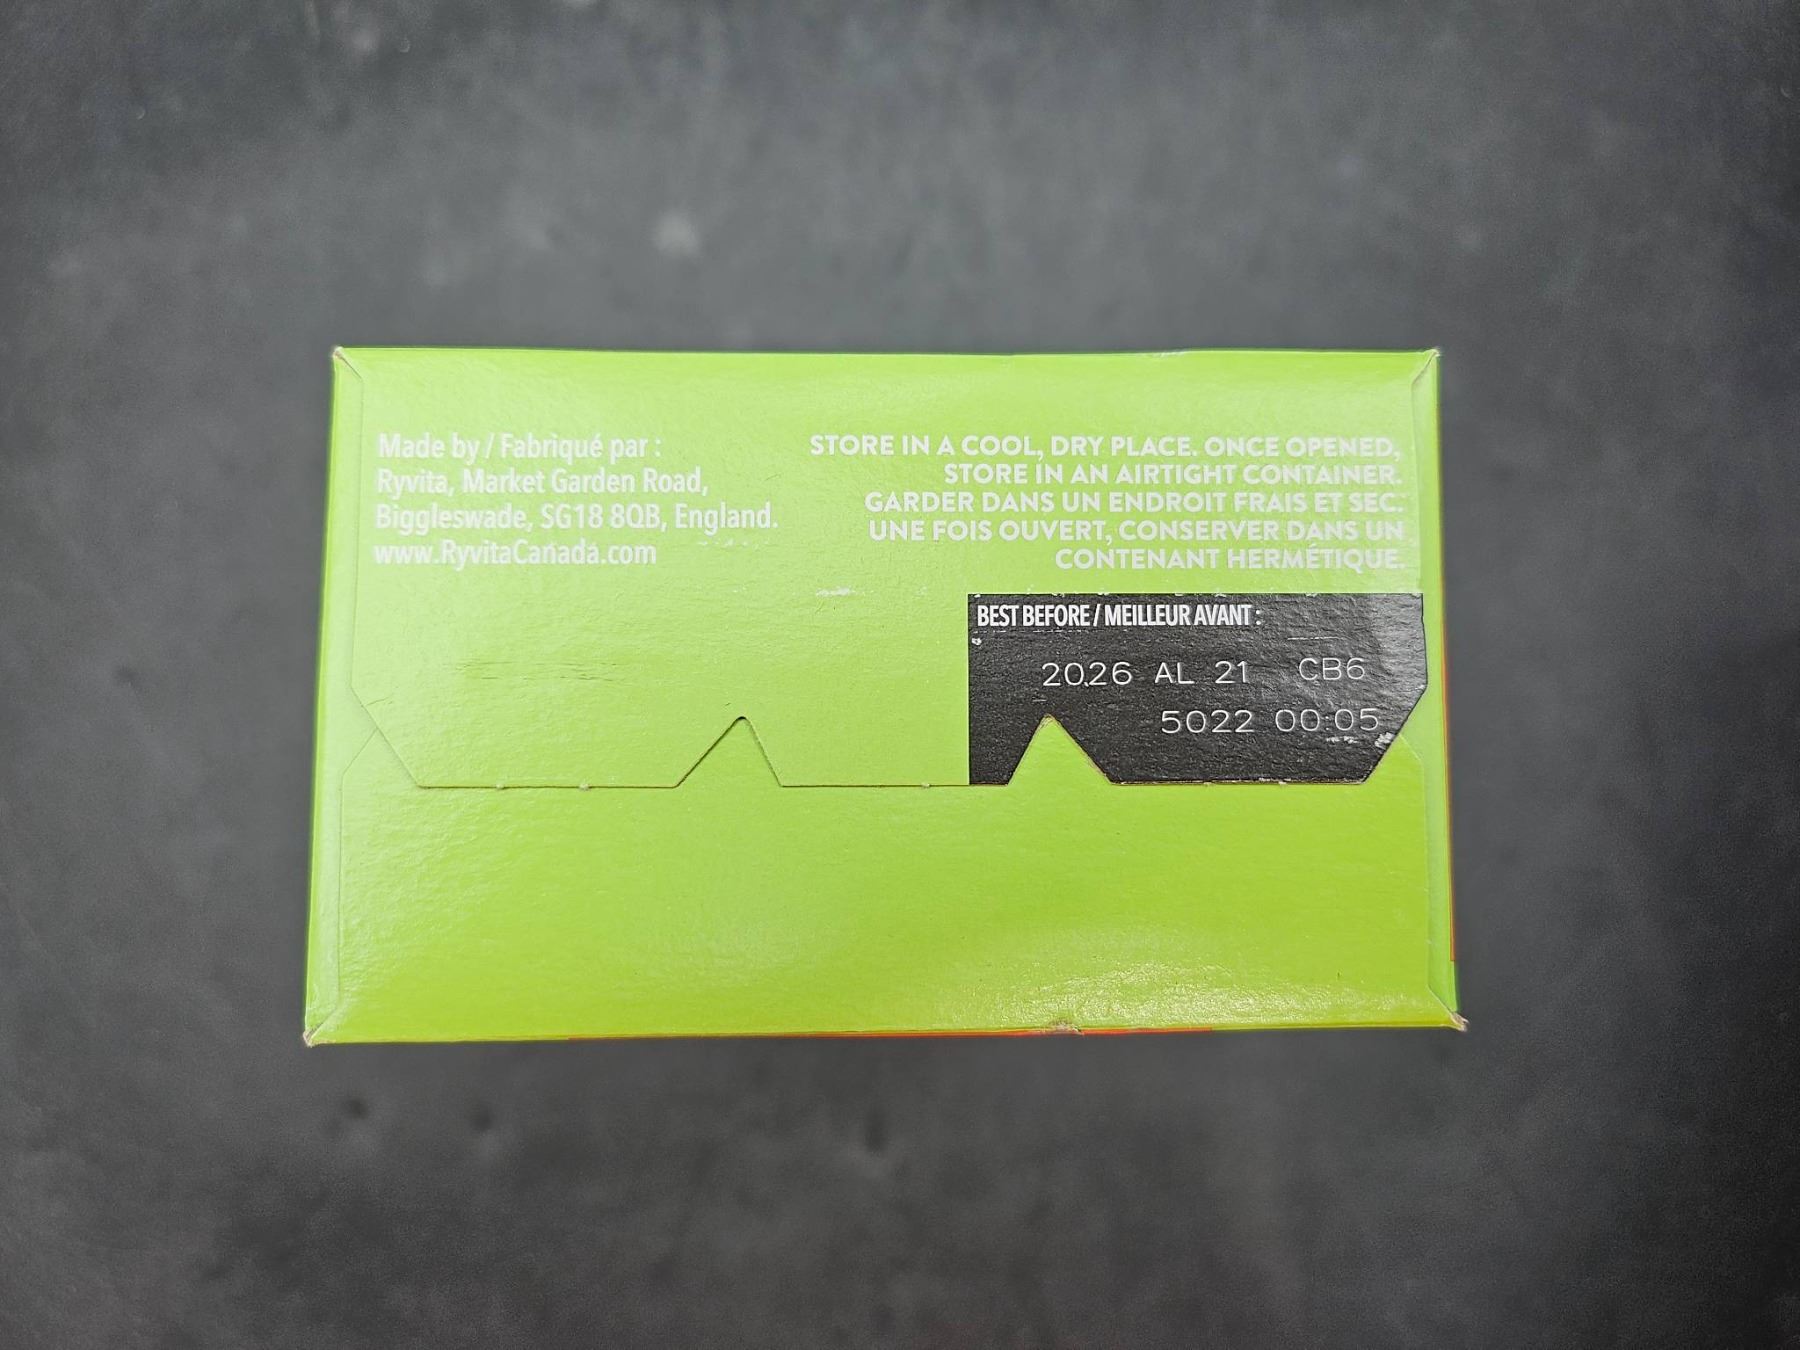 Made by / Fabriqué par :
Ryvita, Market Garden Road,
Biggleswade, SG18 8QB, England.
www.RyvitaCanada.com
STORE IN A COOL, DRY PLACE. ONCE OPENED,
STORE IN AN AIRTIGHT CONTAINER.
GARDER DANS UN ENDROIT FRAIS ET SEC.
UNE FOIS OUVERT, CONSERVER DANS UN
CONTENANT HERMÉTIQUE.
BEST BEFORE / MEILLEUR AVANT :
2026 AL 21 CB6
5022 00:05